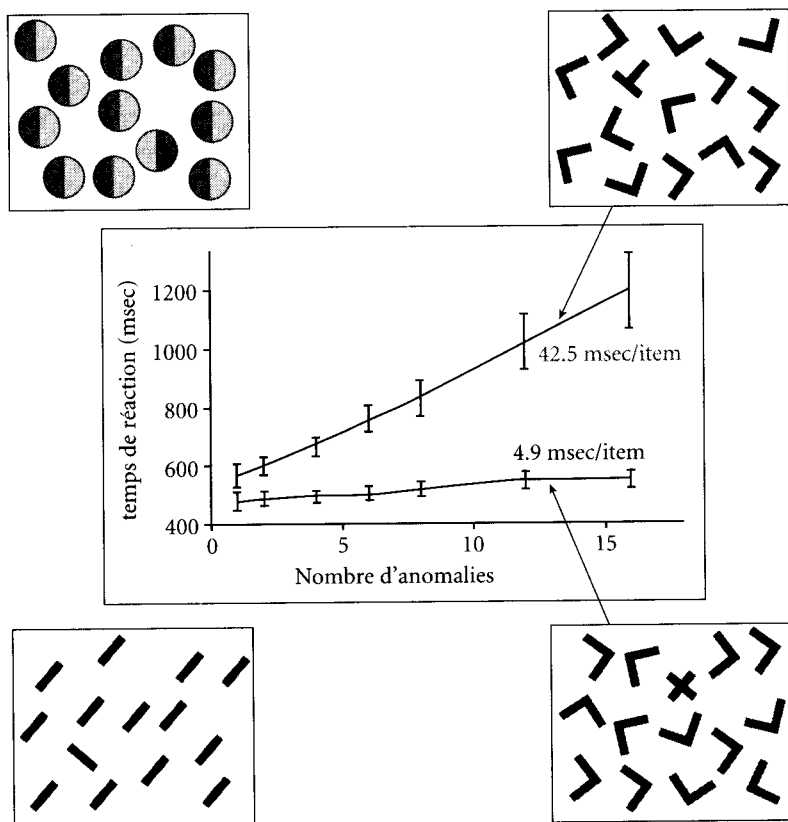 temps de réaction (msec)
1200
1000
800
600
400
42.5 msec/item
4.9 msec/item
0
5
10
15
Nombre d'anomalies